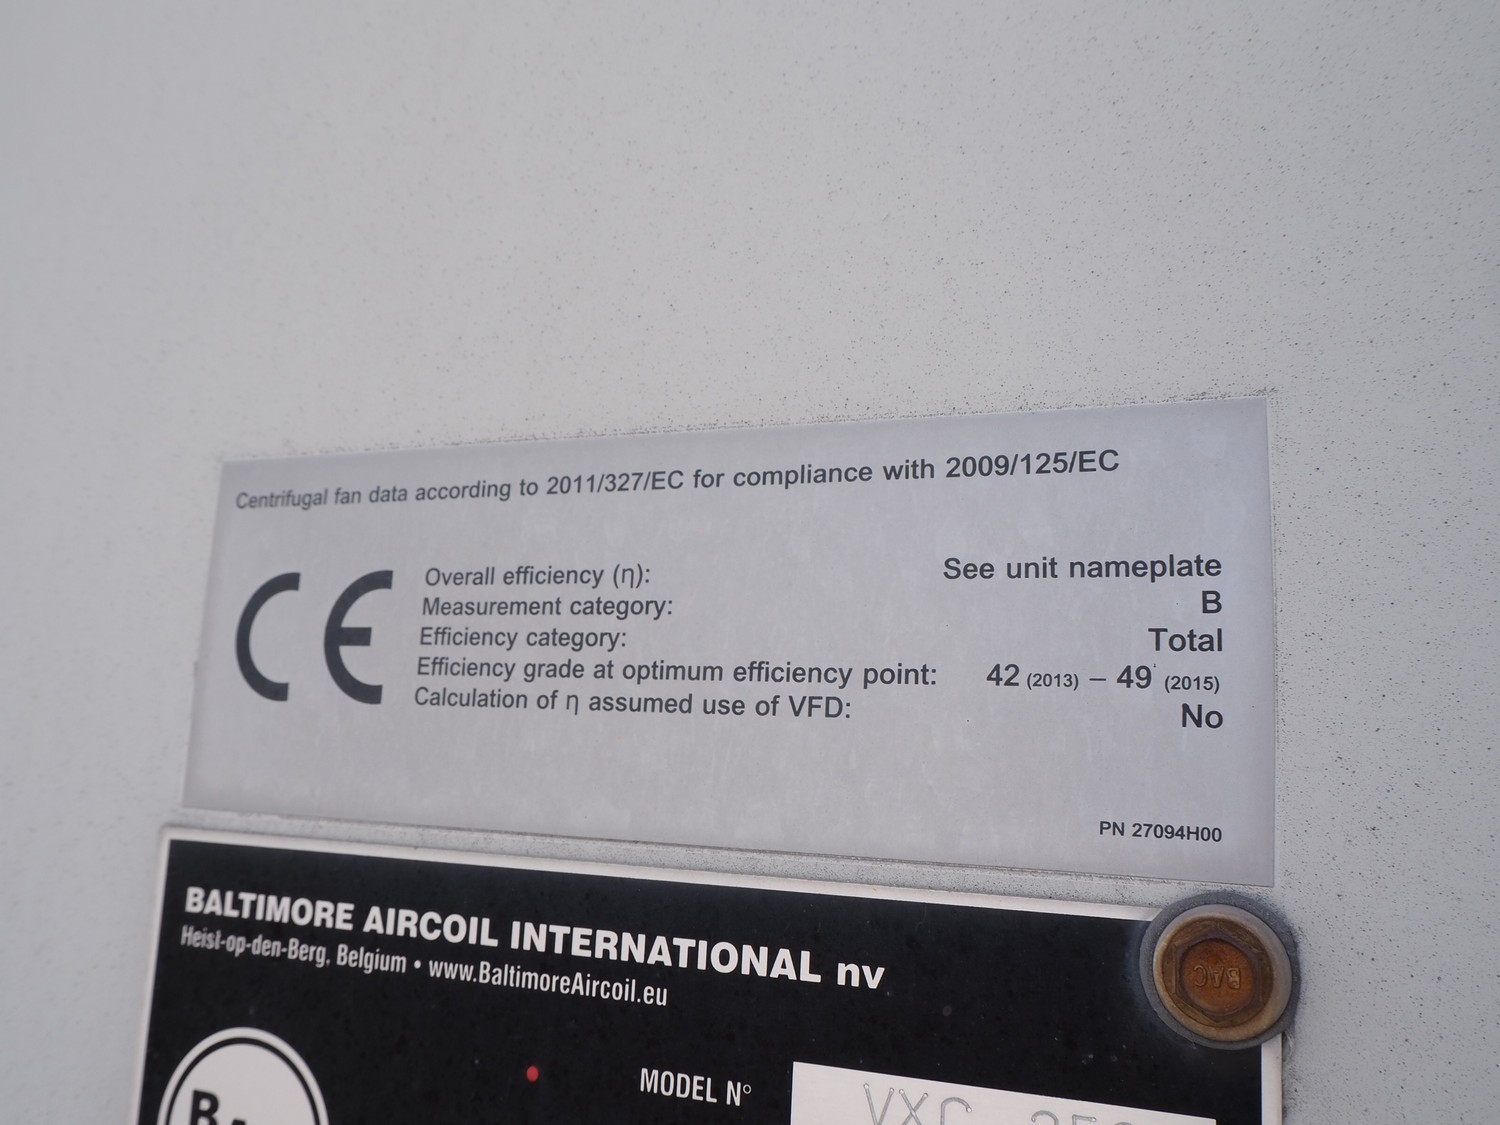 Centrifugal fan data according to 2011/327/EC for compliance with 2009/125/EC
CE
Overall efficiency (η): See unit nameplate
Measurement category: B
Efficiency category: Total
Efficiency grade at optimum efficiency point: 42 (2013) – 49 (2015)
Calculation of η assumed use of VFD: No
PN 27094H00
BALTIMORE AIRCOIL INTERNATIONAL nv
Heist-op-den-Berg, Belgium • www.BaltimoreAircoil.eu
BAC
MODEL N°
VXC